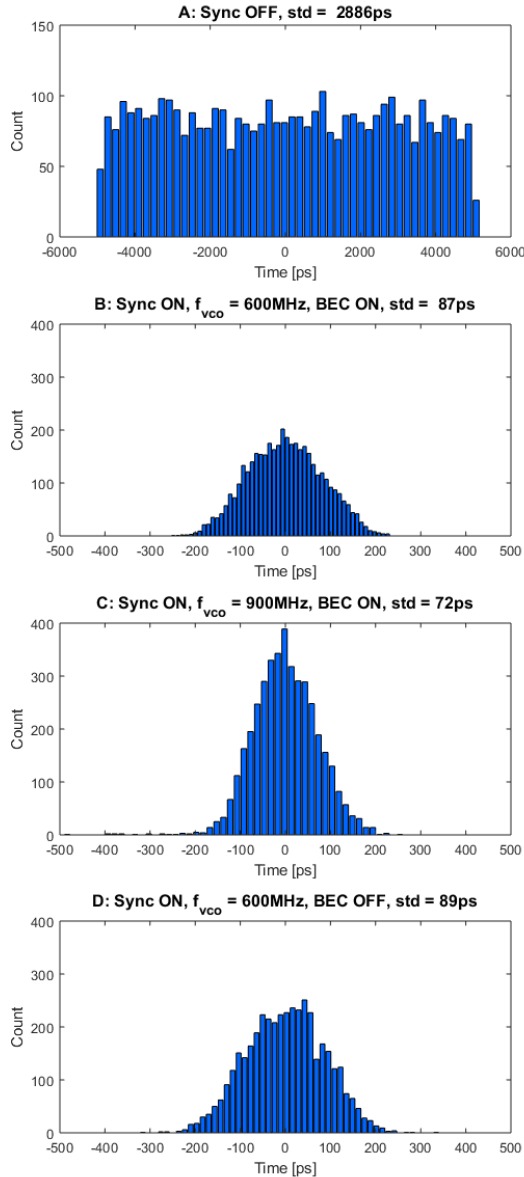 A: Sync OFF, std = 2886ps
150
100
50
0
Count
-6000 -4000 -2000 0 2000 4000 6000
Time [ps]
B: Sync ON, fvco = 600MHz, BEC ON, std = 87ps
400
300
200
100
0
Count
-500 -400 -300 -200 -100 0 100 200 300 400 500
Time [ps]
C: Sync ON, fvco = 900MHz, BEC ON, std = 72ps
400
300
200
100
0
Count
-500 -400 -300 -200 -100 0 100 200 300 400 500
Time [ps]
D: Sync ON, fvco = 600MHz, BEC OFF, std = 89ps
400
300
200
100
0
Count
-500 -400 -300 -200 -100 0 100 200 300 400 500
Time [ps]